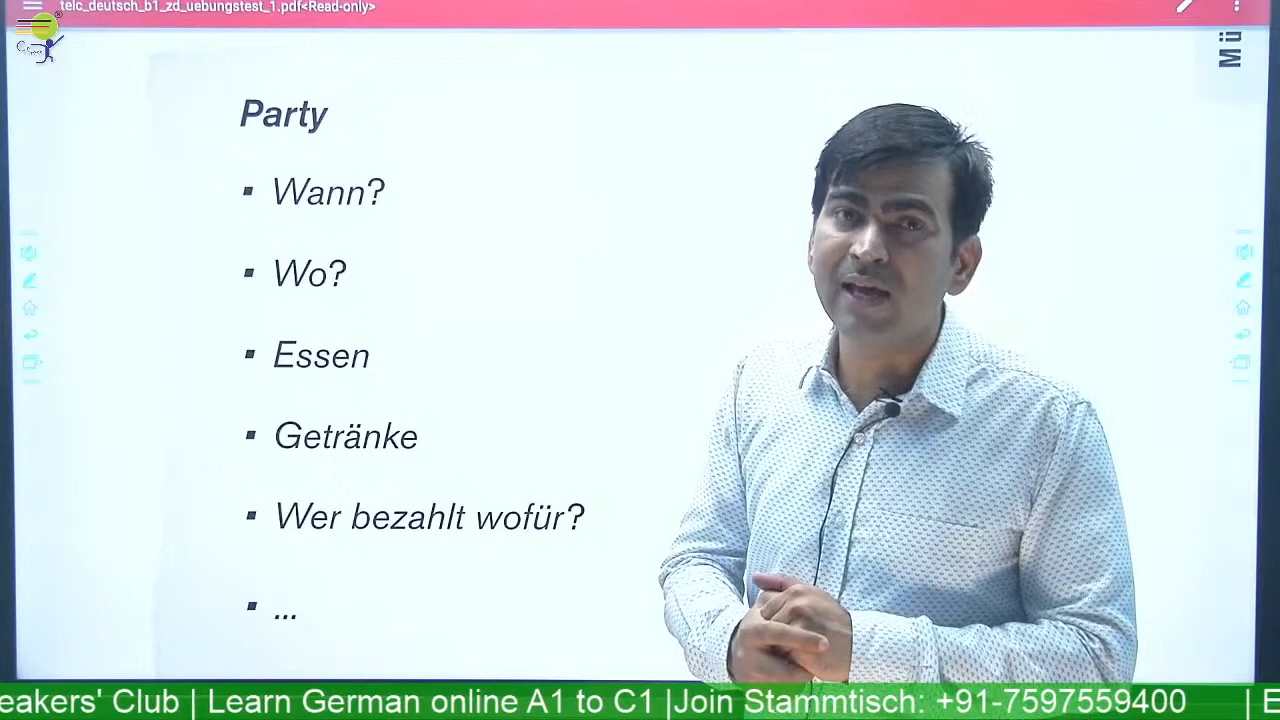 telc_deutsch_b1_zd_uebungstest_1.pdf<Read-only>
Mü
Party
▪ Wann?
▪ Wo?
▪ Essen
▪ Getränke
▪ Wer bezahlt wofür?
▪ ...
eakers' Club | Learn German online A1 to C1 |Join Stammtisch: +91-7597559400 | E